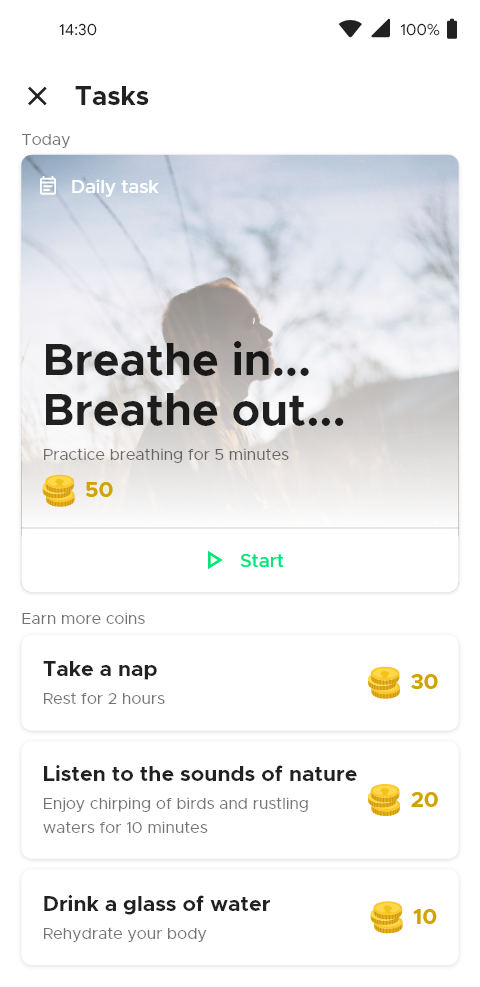 14:30
100%
Tasks
Today
Daily task
Breathe in...
Breathe out...
Practice breathing for 5 minutes
50
Start
Earn more coins
Take a nap
Rest for 2 hours
30
Listen to the sounds of nature
Enjoy chirping of birds and rustling
waters for 10 minutes
20
Drink a glass of water
Rehydrate your body
10